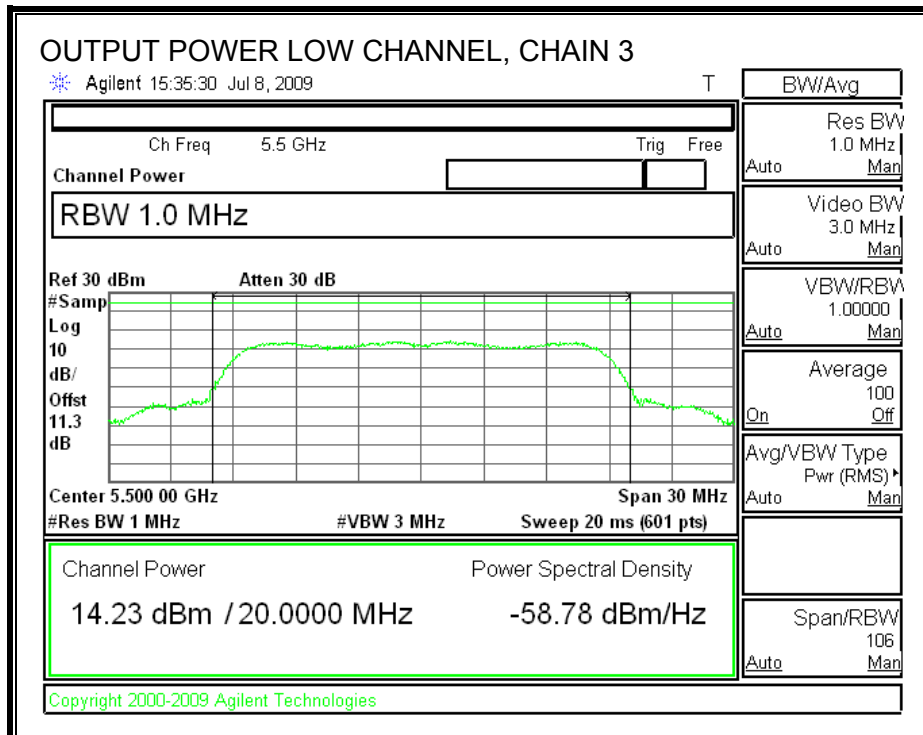 OUTPUT POWER LOW CHANNEL, CHAIN 3
Agilent 15:35:30 Jul 8, 2009 T
Ch Freq 5.5 GHz Trig Free
Channel Power
RBW 1.0 MHz
Ref 30 dBm Atten 30 dB
#Samp
Log
10
dB/
Offst
11.3
dB
Center 5.500 00 GHz Span 30 MHz
#Res BW 1 MHz #VBW 3 MHz Sweep 20 ms (601 pts)
Channel Power Power Spectral Density
14.23 dBm / 20.0000 MHz -58.78 dBm/Hz
Copyright 2000-2009 Agilent Technologies
BW/Avg
Res BW
1.0 MHz
Auto Man
Video BW
3.0 MHz
Auto Man
VBW/RBW
1.00000
Auto Man
Average
100
On Off
Avg/VBW Type
Pwr (RMS)
Auto Man
Span/RBW
106
Auto Man